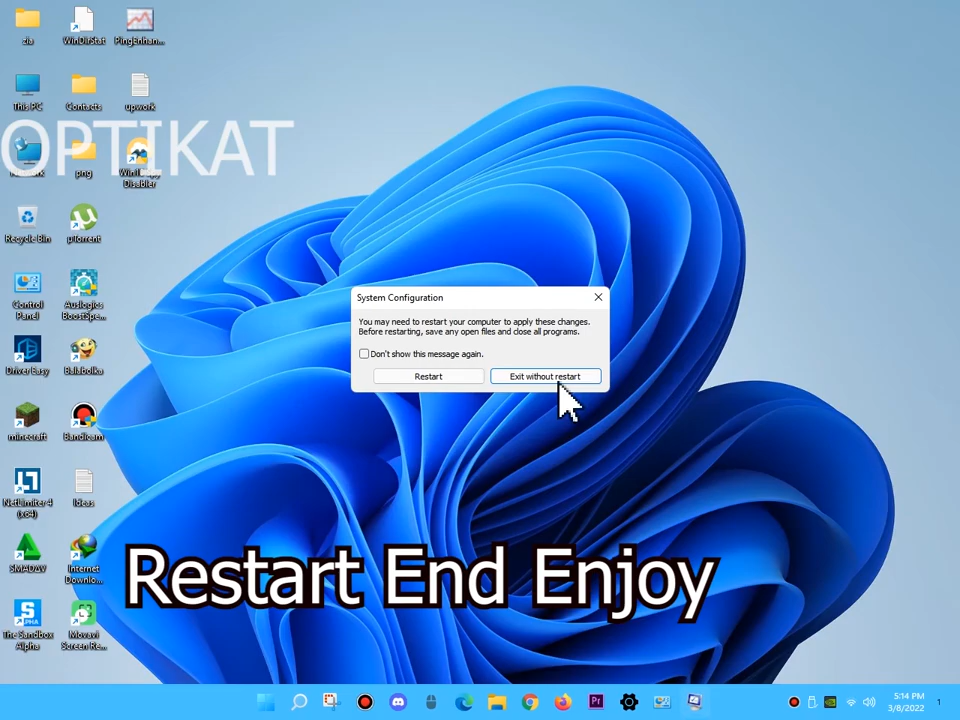 zia
WinDirStat
PingEnhan...
This PC
Contacts
upwork
OPTIKAT
png
Disabler
Recycle Bin
µTorrent
Control
Panel
Auslogics
BoostSpe...
Driver Easy
Balabolka
minecraft
Bandicam
NetLimiter 4
(x64)
Ideas
SMADΔV
Internet
Downlo...
The Sandbox
Alpha
Movavi
Screen Re...
System Configuration
You may need to restart your computer to apply these changes.
Before restarting, save any open files and close all programs.
Don't show this message again.
Restart
Exit without restart
Restart End Enjoy
5:14 PM
3/8/2022
1